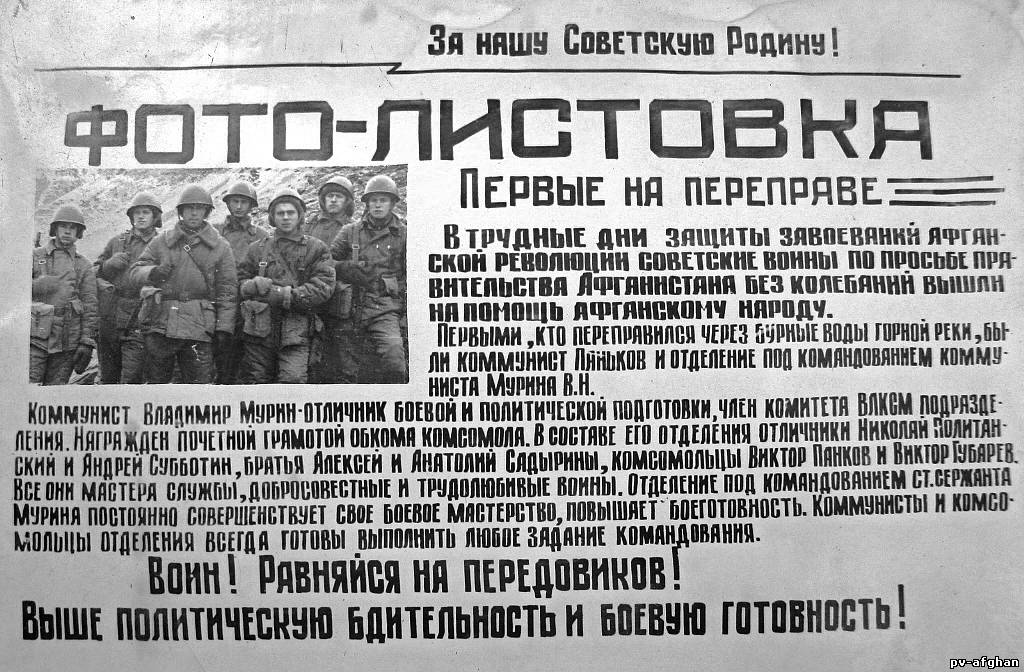 За нашу Советскую Родину!
ФОТО-ЛИСТОВКА
Первые на переправе
В трудные дни защиты завоеваний афган-
ской революции советские воины по просьбе пра-
вительства Афганистана без колебаний вышли
на помощь афганскому народу.
Первыми, кто переправился через бурные воды горной реки, бы-
ли коммунист Паньков и отделение под командованием комму-
ниста Мурина В.Н.
Коммунист Владимир Мурин-отличник боевой и политической подготовки, член комитета ВЛКСМ подразде-
ления. Награжден почетной грамотой обкома комсомола. В составе его отделения отличники Николай Политан-
ский и Андрей Субботин, братья Алексей и Анатолий Садырины, комсомольцы Виктор Панков и Виктор Губарев.
Все они мастера службы, добросовестные и трудолюбивые воины. Отделение под командованием ст. сержанта
Мурина постоянно совершенствует свое боевое мастерство, повышает боеготовность. Коммунисты и комсо-
мольцы отделения всегда готовы выполнить любое задание командования.
Воин! Равняйся на передовиков!
Выше политическую бдительность и боевую готовность!
pv-afghan